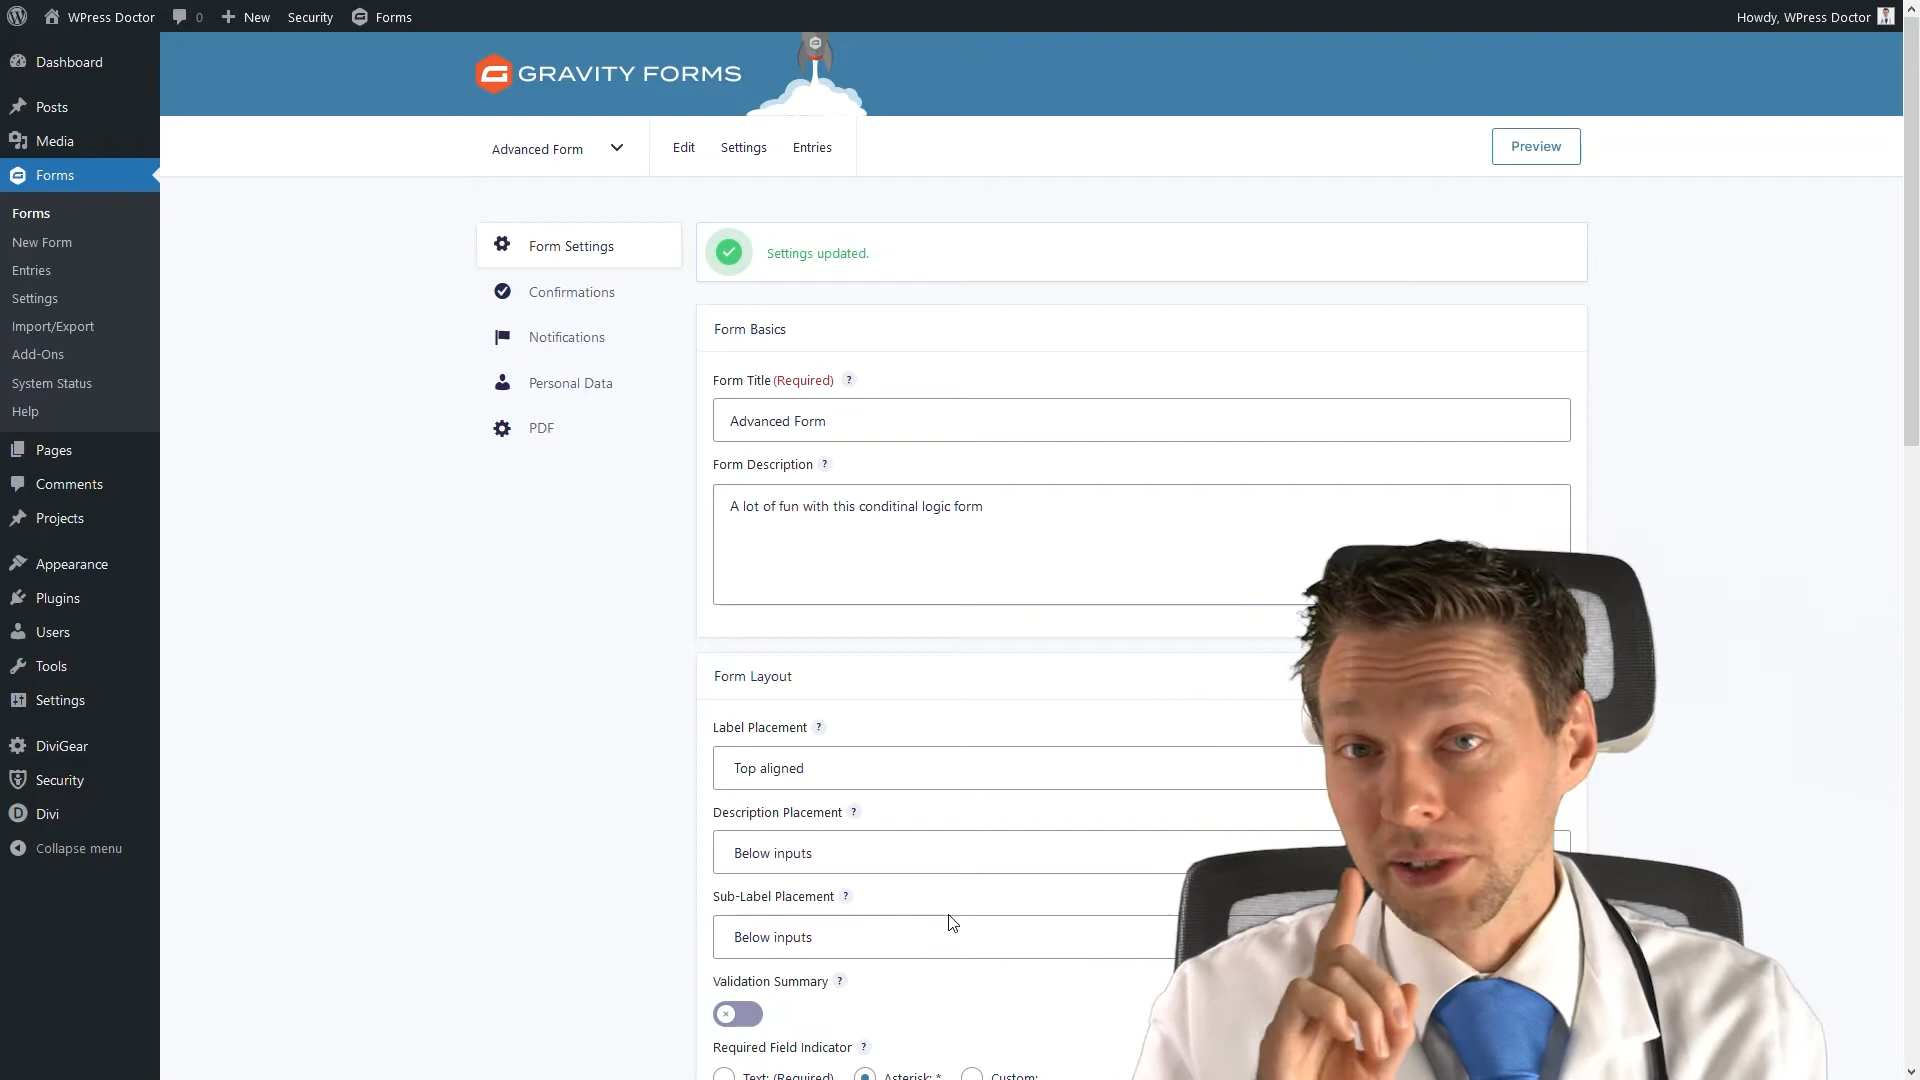 WPress Doctor 0 New Security Forms Howdy, WPress Doctor
Dashboard
Posts
Media
Forms
Forms
New Form
Entries
Settings
Import/Export
Add-Ons
System Status
Help
Pages
Comments
Projects
Appearance
Plugins
Users
Tools
Settings
DiviGear
Security
Divi
Collapse menu
GRAVITY FORMS
Advanced Form Edit Settings Entries Preview
Form Settings
Confirmations
Notifications
Personal Data
PDF
Settings updated.
Form Basics
Form Title (Required) ?
Advanced Form
Form Description ?
A lot of fun with this conditinal logic form
Form Layout
Label Placement ?
Top aligned
Description Placement ?
Below inputs
Sub-Label Placement ?
Below inputs
Validation Summary ?
Required Field Indicator ?
Text: (Required) Asterisk: * Custom: